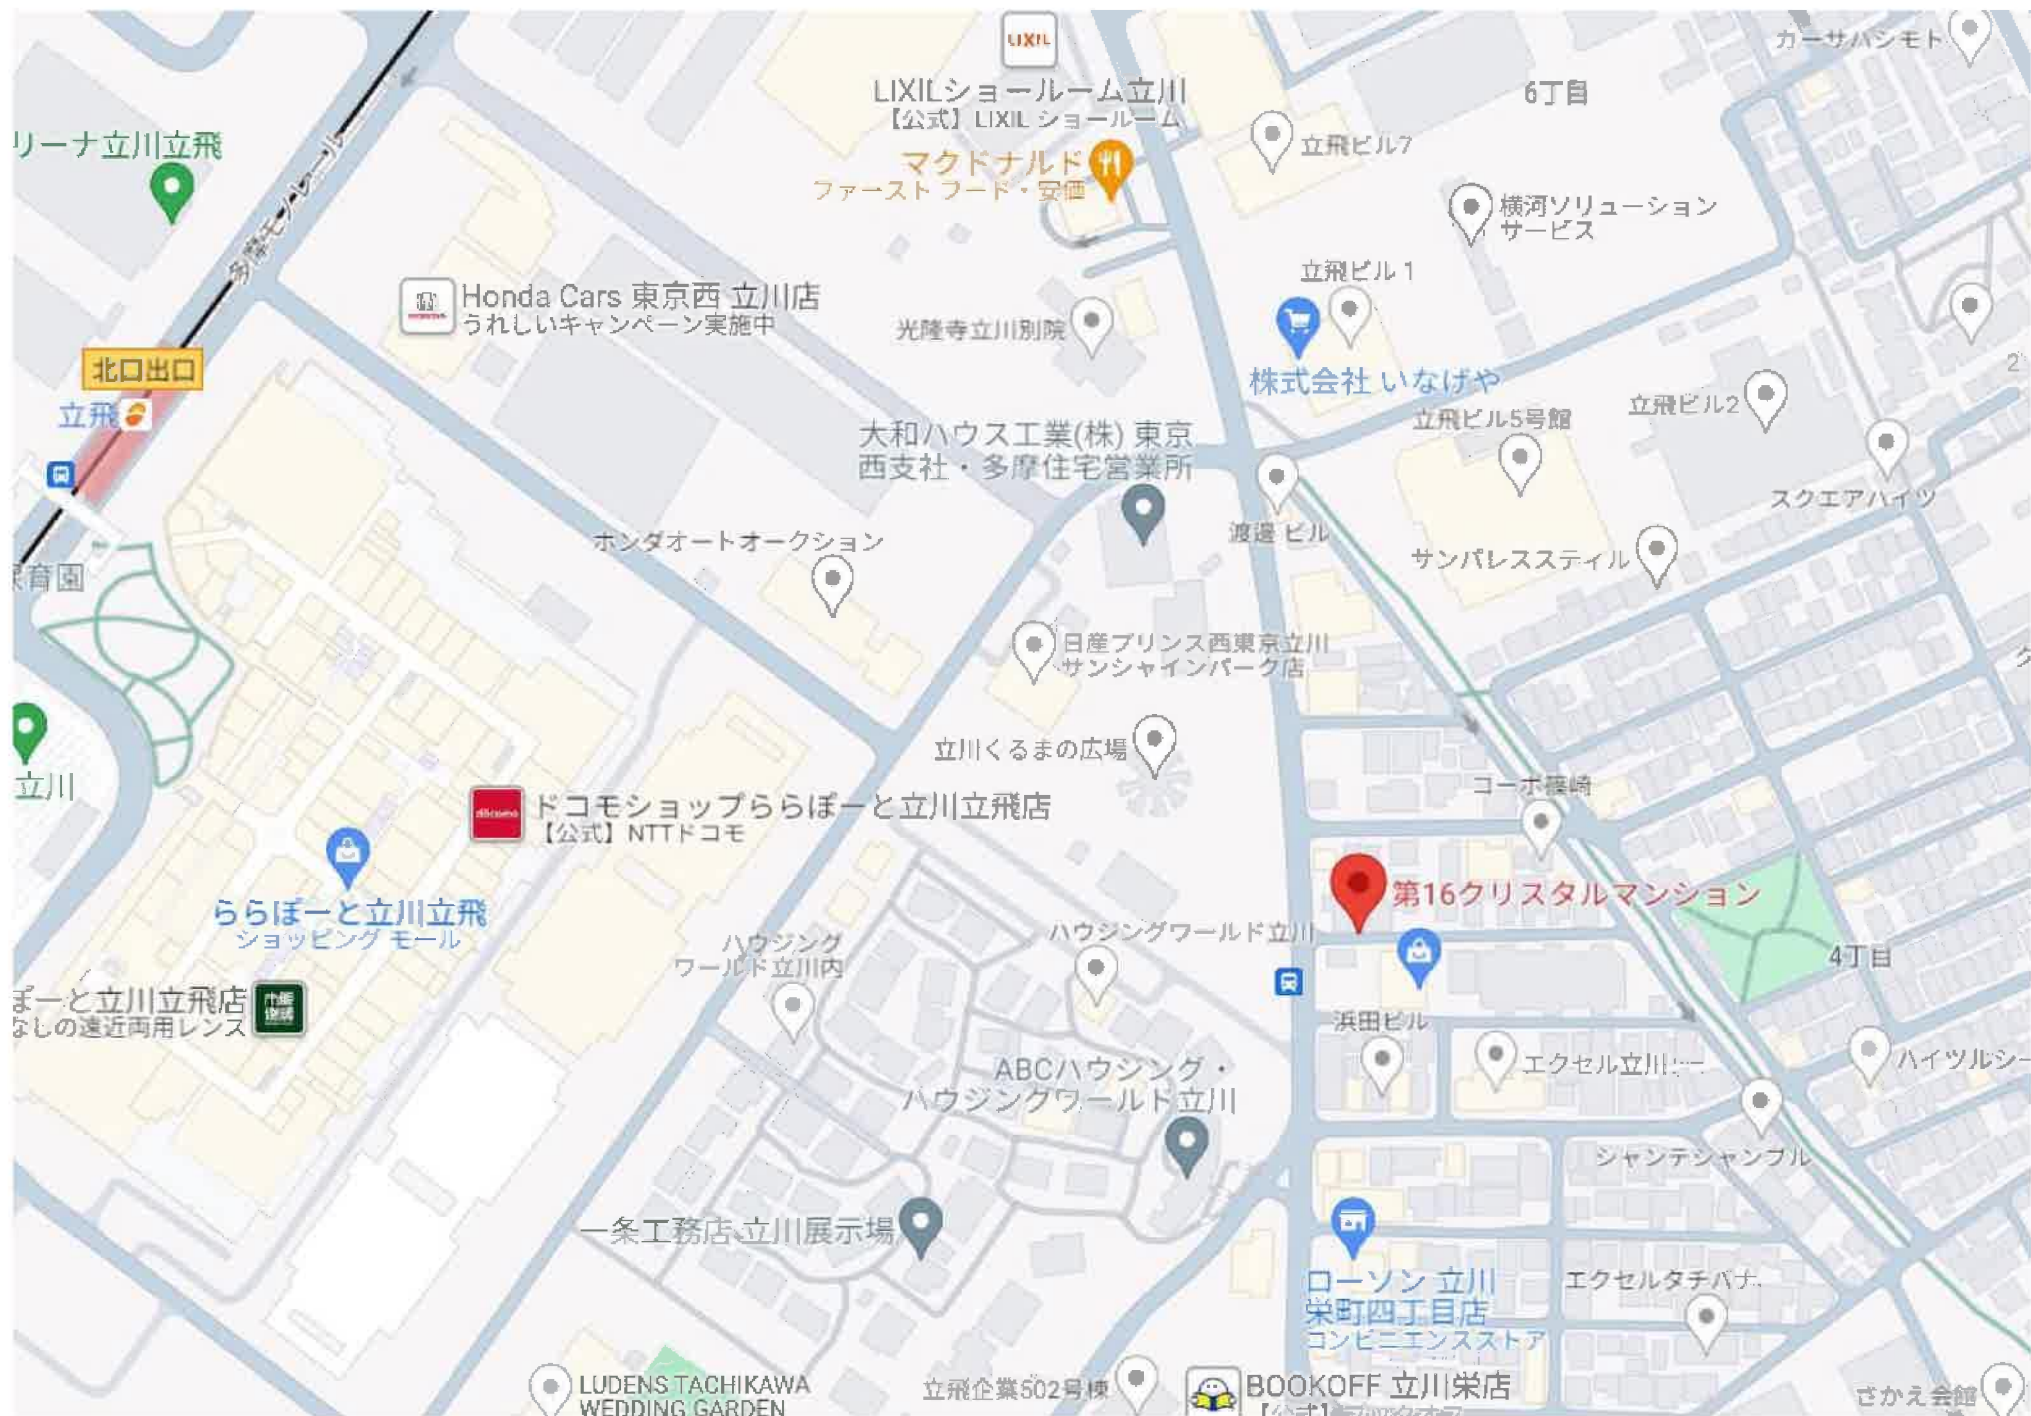 LIXIL
カーサハシモト
LIXILショールーム立川
【公式】LIXIL ショールーム
6丁目
リーナ立川立飛
マクドナルド
ファースト フード・安価
立飛ビル7
横河ソリューション
サービス
多摩モノレール
立飛ビル 1
Honda Cars 東京西 立川店
うれしいキャンペーン実施中
光隆寺立川別院
北口出口
立飛
株式会社 いなげや
立飛ビル5号館
立飛ビル2
大和ハウス工業(株) 東京
西支社・多摩住宅営業所
スクエアハイツ
渡邊 ビル
ホンダオートオークション
サンパレススティル
育園
日産プリンス西東京立川
サンシャインパーク店
立川くるまの広場
立川
コーポ篠崎
docomo
ドコモショップららぽーと立川立飛店
【公式】NTTドコモ
第16クリスタルマンション
ららぽーと立川立飛
ショッピング モール
ハウジング
ワールド立川内
ハウジングワールド立川
4丁目
ぽーと立川立飛店
なしの遠近両用レンズ
浜田ビル
エクセル立川
ハイツルシー
ABCハウジング・
ハウジングワールド立川
シャンテシャンブル
一条工務店 立川展示場
ローソン 立川
栄町四丁目店
コンビニエンスストア
エクセルタチバナ
LUDENS TACHIKAWA
WEDDING GARDEN
立飛企業502号棟
BOOKOFF 立川栄店
さかえ会館